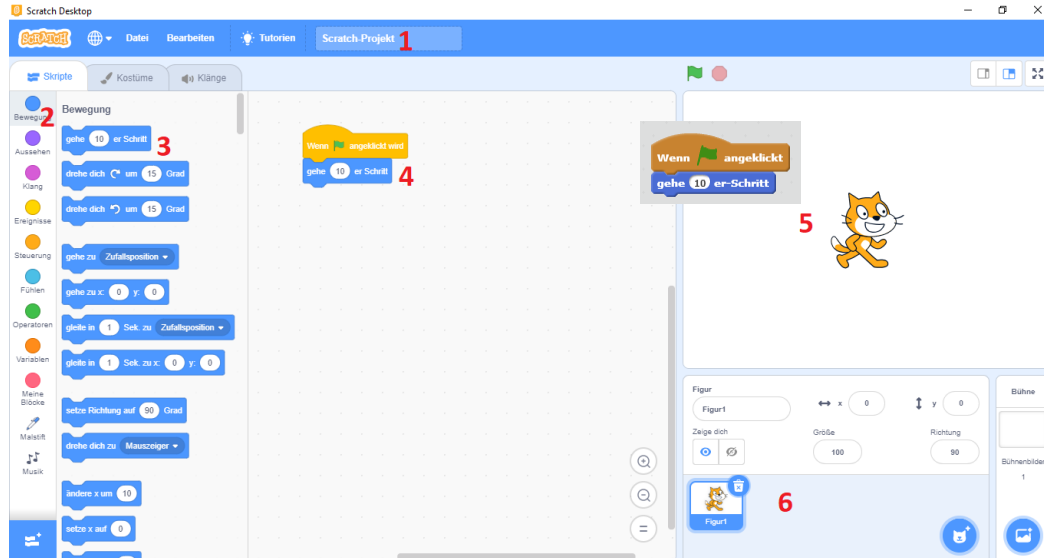 Scratch Desktop
SCRATCH Datei Bearbeiten Tutorien Scratch-Projekt 1
Skripte Kostüme Klänge
Bewegung 2
Aussehen
Klang
Ereignisse
Steuerung
Fühlen
Operatoren
Variablen
Meine
Blöcke
Malstift
Musik
Bewegung
gehe 10 er Schritt 3
drehe dich um 15 Grad
drehe dich um 15 Grad
gehe zu Zufallsposition
gehe zu x: 0 y: 0
gleite in 1 Sek. zu Zufallsposition
gleite in 1 Sek. zu x: 0 y: 0
setze Richtung auf 90 Grad
drehe dich zu Mauszeiger
ändere x um 10
setze x auf 0
Wenn angeklickt wird
gehe 10 er Schritt 4
Wenn angeklickt
gehe 10 er-Schritt
5
Figur
Figur1 x 0 y 0
Zeige dich Größe Richtung
100 90
Figur1
6
Bühne
Bühnenbilder
1